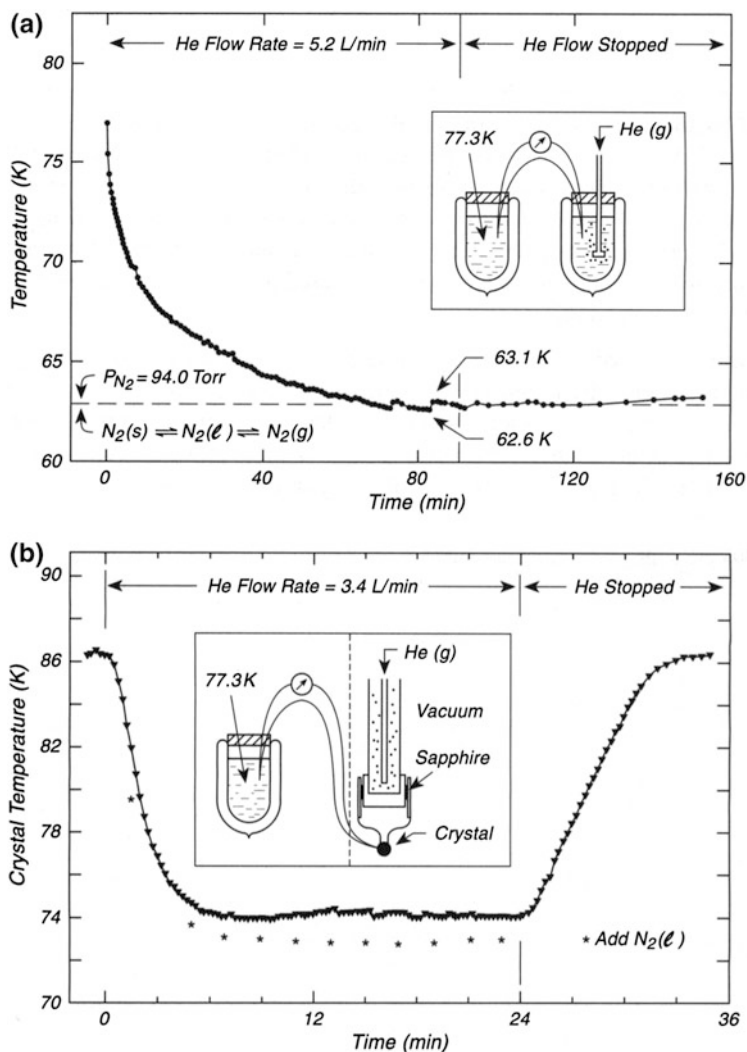 (a)
He Flow Rate = 5.2 L/min
He Flow Stopped
80
75
70
65
60
Temperature (K)
77.3K
He (g)
P_N₂ = 94.0 Torr
N₂(s) ⇌ N₂(ℓ) ⇌ N₂(g)
63.1 K
62.6 K
0
40
80
120
160
Time (min)
(b)
He Flow Rate = 3.4 L/min
He Stopped
90
86
82
78
74
70
Crystal Temperature (K)
77.3K
He (g)
Vacuum
Sapphire
Crystal
* Add N₂(ℓ)
0
12
24
36
Time (min)